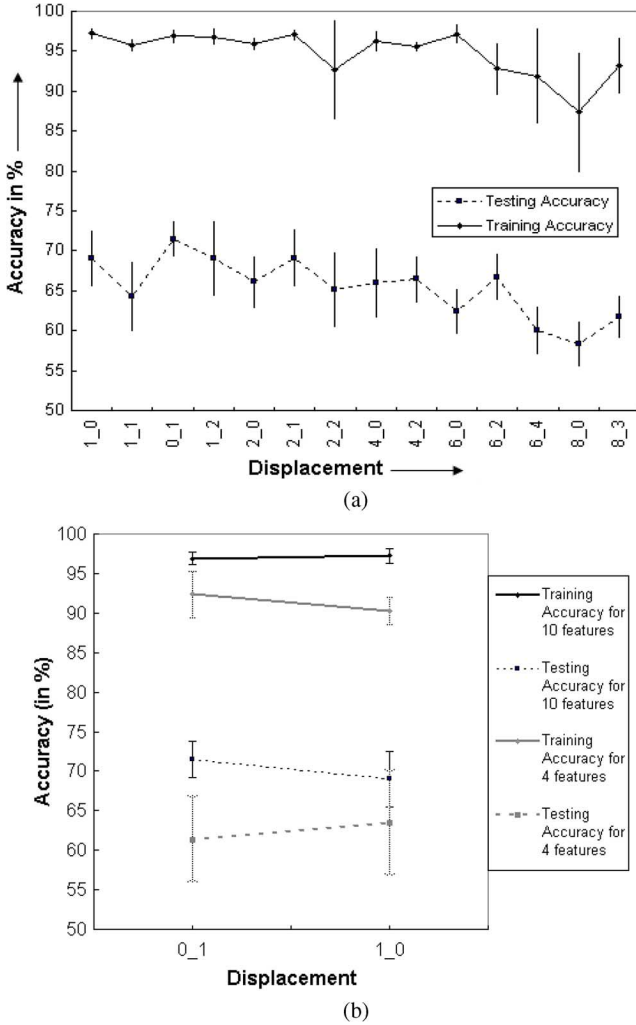 100
95
90
85
80
75
70
65
60
55
50
Accuracy in %
Testing Accuracy
Training Accuracy
1_0
1_1
0_1
1_2
2_0
2_1
2_2
4_0
4_2
6_0
6_2
6_4
8_0
8_3
Displacement
(a)
100
95
90
85
80
75
70
65
60
55
50
Accuracy (in %)
0_1
1_0
Displacement
Training
Accuracy for
10 features
Testing
Accuracy for
10 features
Training
Accuracy for
4 features
Testing
Accuracy for
4 features
(b)